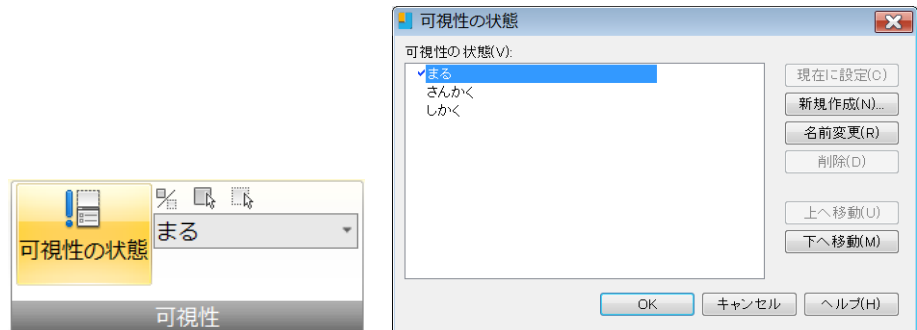 可視性の状態
まる
可視性
可視性の状態
可視性の状態(V):
まる
さんかく
しかく
現在に設定(C)
新規作成(N)...
名前変更(R)
削除(D)
上へ移動(U)
下へ移動(M)
OK
キャンセル
ヘルプ(H)